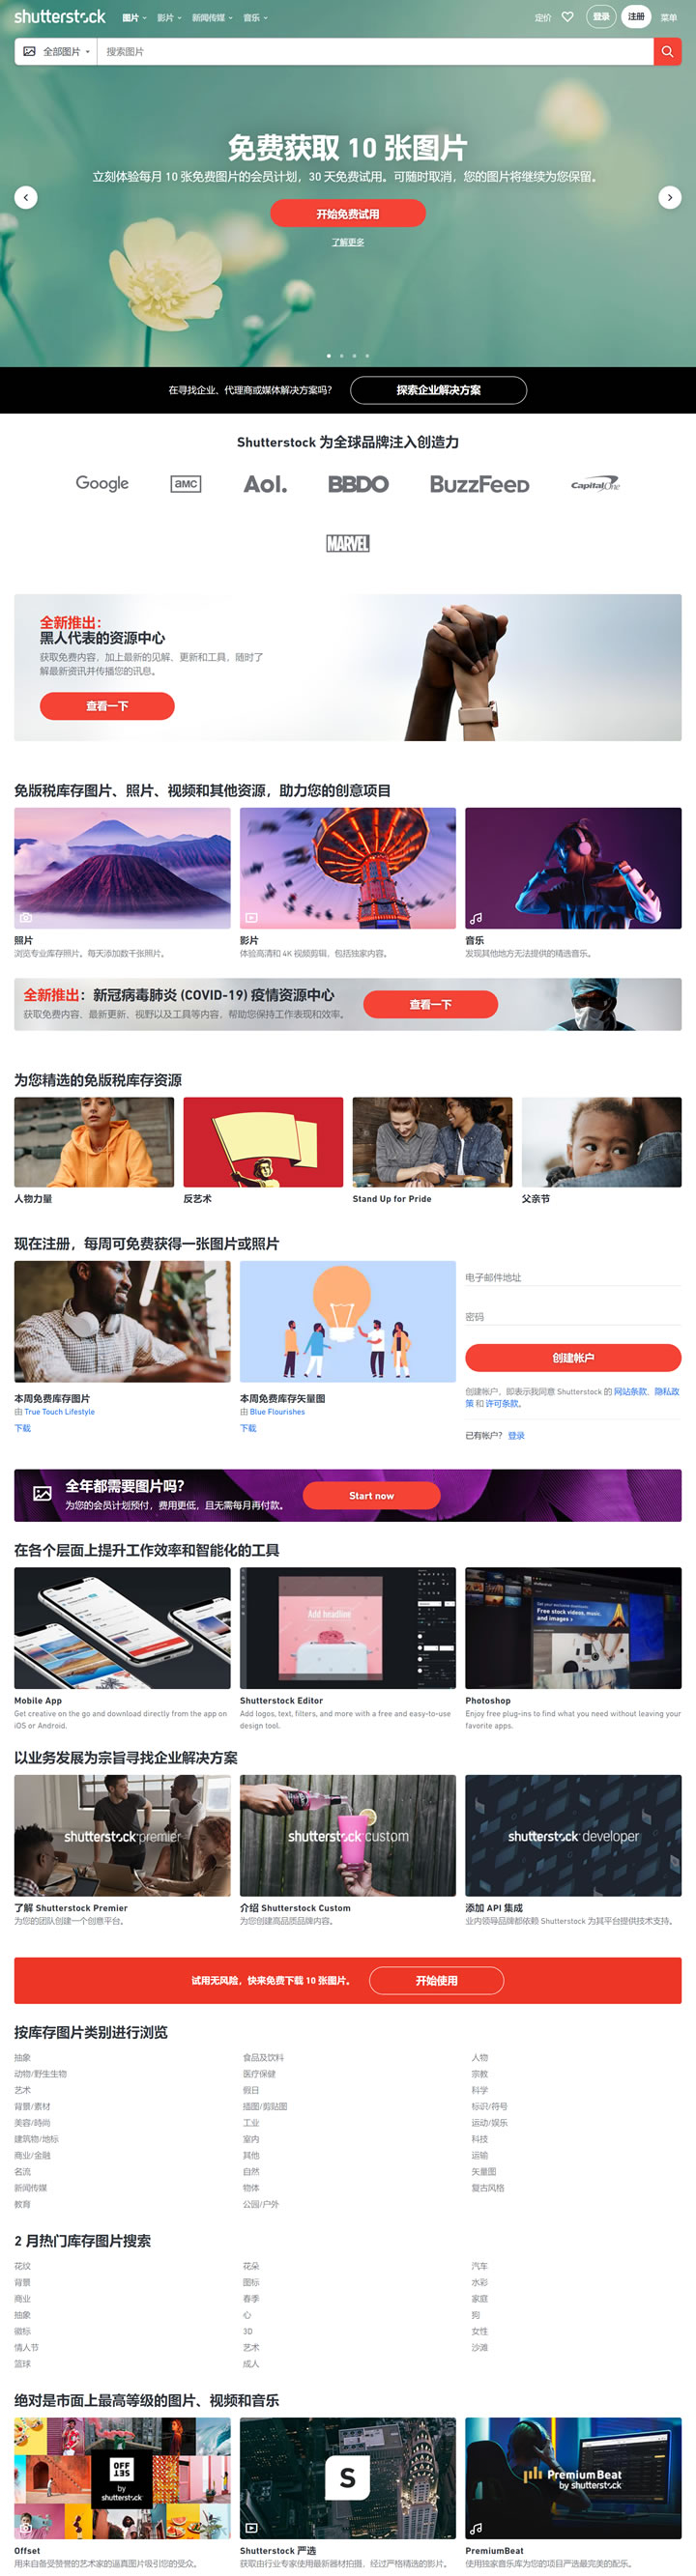 shutterstock 图片 影片 新闻传媒 音乐 定价 登录 注册 菜单
全部图片 搜索图片
免费获取 10 张图片
立刻体验每月 10 张免费图片的会员计划，30 天免费试用。可随时取消，您的图片将继续为您保留。
开始免费试用
了解更多
在寻找企业、代理商或媒体解决方案吗？ 探索企业解决方案
Shutterstock 为全球品牌注入创造力
Google AMC Aol. BBDO BuzzFeed Capital One
MARVEL
全新推出：
黑人代表的资源中心
获取免费内容，加上最新的见解、更新和工具，随时了
解最新资讯并传播您的讯息。
查看一下
免版税库存图片、照片、视频和其他资源，助力您的创意项目
照片 影片 音乐
浏览专业库存照片。每天添加数千张照片。 体验高清和 4K 视频剪辑，包括独家内容。 发现其他地方无法提供的精选音乐。
全新推出：新冠病毒肺炎 (COVID-19) 疫情资源中心 查看一下
获取免费内容、最新更新，视野以及工具等内容，帮助您保持工作表现和效率。
为您精选的免版税库存资源
人物力量 反艺术 Stand Up for Pride 父亲节
现在注册，每周可免费获得一张图片或照片
电子邮件地址
密码
创建帐户
创建帐户，即表示我同意 Shutterstock 的 网站条款、隐私政
策 和 许可条款。
已有帐户？ 登录
本周免费库存图片 本周免费库存矢量图
由 True Touch Lifestyle 由 Blue Flourishes
下载 下载
全年都需要图片吗？
为您的会员计划预付，费用更低，且无需每月再付款。
Start now
在各个层面上提升工作效率和智能化的工具
Add headline
Free stock videos, music,
and images
Mobile App Shutterstock Editor Photoshop
Get creative on the go and download directly from the app on
iOS or Android.
Add logos, text, filters, and more with a free and easy-to-use
design tool.
Enjoy free plug-ins to find what you need without leaving your
favorite apps.
以业务发展为宗旨寻找企业解决方案
shutterstock premier shutterstock custom shutterstock developer
了解 Shutterstock Premier 介绍 Shutterstock Custom 添加 API 集成
为您的团队创建一个创意平台。 为您创建高品质品牌内容。 业内领导品牌都依赖 Shutterstock 为其平台提供技术支持。
试用无风险，快来免费下载 10 张图片。 开始使用
按库存图片类别进行浏览
抽象 食品及饮料 人物
动物/野生生物 医疗保健 宗教
艺术 假日 科学
背景/素材 插图/剪贴图 标识/符号
美容/時尚 工业 运动/娱乐
建筑物/地标 室内 科技
商业/金融 其他 运输
名流 自然 矢量图
新闻传媒 物体 复古风格
教育 公园/户外
2 月热门库存图片搜索
花纹 花朵 汽车
背景 图标 水彩
商业 春季 家庭
抽象 心 狗
徽标 3D 女性
情人节 艺术 沙滩
篮球 成人
绝对是市面上最高等级的图片、视频和音乐
OFF
SET
by
shutterstock
S
PremiumBeat
by shutterstock
Offset Shutterstock 严选 PremiumBeat
用来自备受赞誉的艺术家的逼真图片吸引您的受众。 获取由行业专家使用最新器材拍摄、经过严格精选的影片。 使用独家音乐库为您的项目严选最完美的配乐。